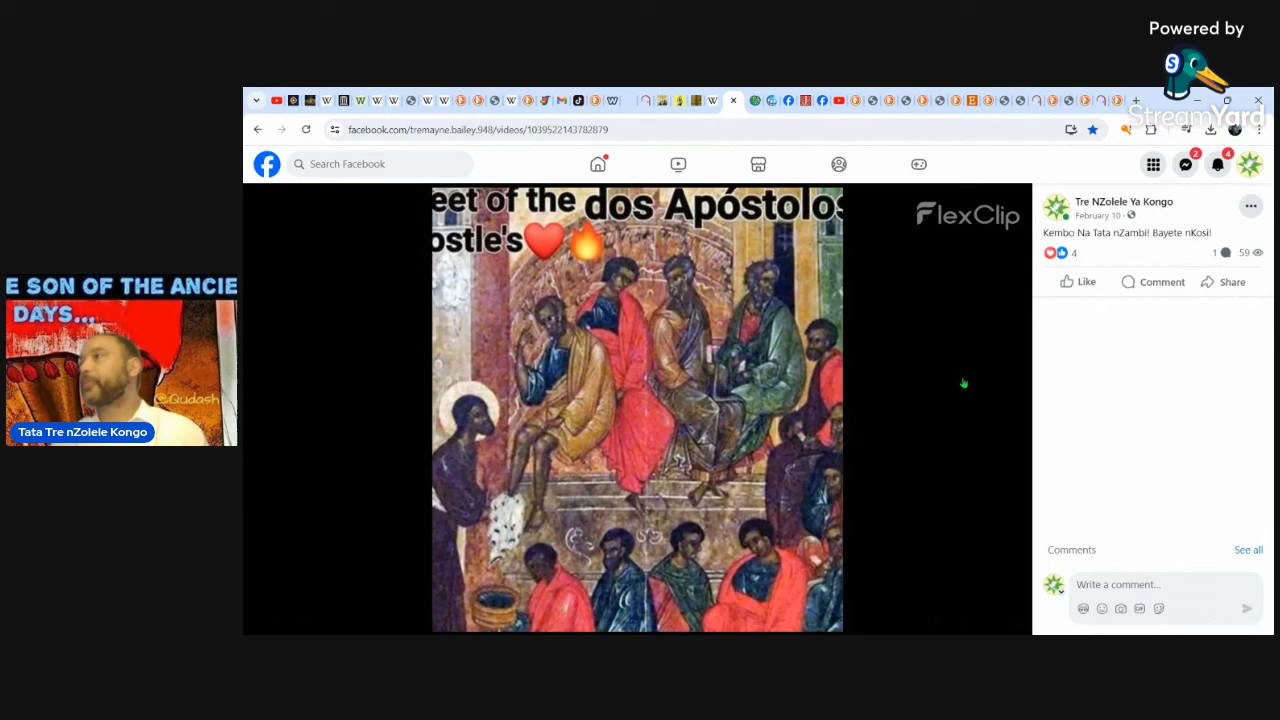 Powered by
StreamYard
facebook.com/tremayne.bailey.948/videos/1039522143782879
Search Facebook
2
4
eet of the dos Apóstolos
ostle's❤️🔥
FlexClip
Tre NZolele Ya Kongo
February 10 ·
Kembo Na Tata nZambi! Bayete nKosi!
4
1
59
Like
Comment
Share
E SON OF THE ANCIE
DAYS...
@Qudash
Tata Tre nZolele Kongo
Comments
See all
Write a comment...